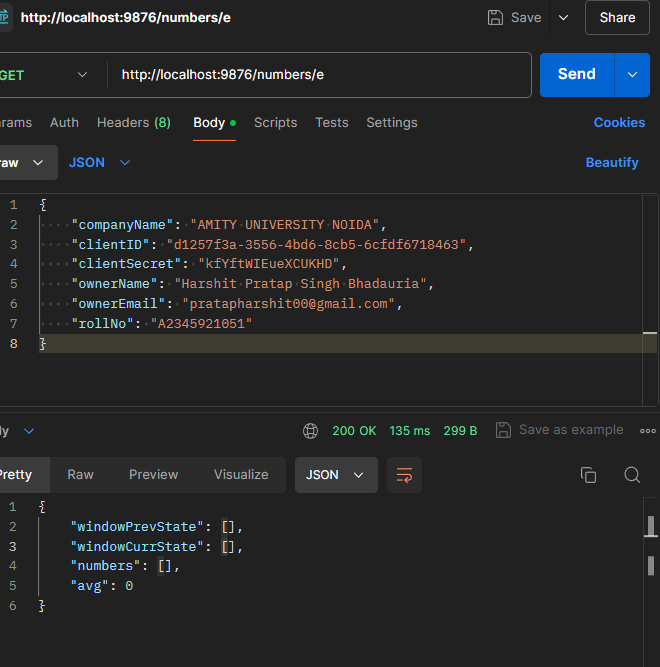 http://localhost:9876/numbers/e Save Share
GET http://localhost:9876/numbers/e Send
arams Auth Headers (8) Body Scripts Tests Settings Cookies
aw JSON Beautify
1 {
2 "companyName": "AMITY UNIVERSITY NOIDA",
3 "clientID": "d1257f3a-3556-4bd6-8cb5-6cfdf6718463",
4 "clientSecret": "kfYftWIEueXCUKHD",
5 "ownerName": "Harshit Pratap Singh Bhadauria",
6 "ownerEmail": "pratapharshit00@gmail.com",
7 "rollNo": "A2345921051"
8 }
ly 200 OK 135 ms 299 B Save as example
Pretty Raw Preview Visualize JSON
1 {
2 "windowPrevState": [],
3 "windowCurrState": [],
4 "numbers": [],
5 "avg": 0
6 }